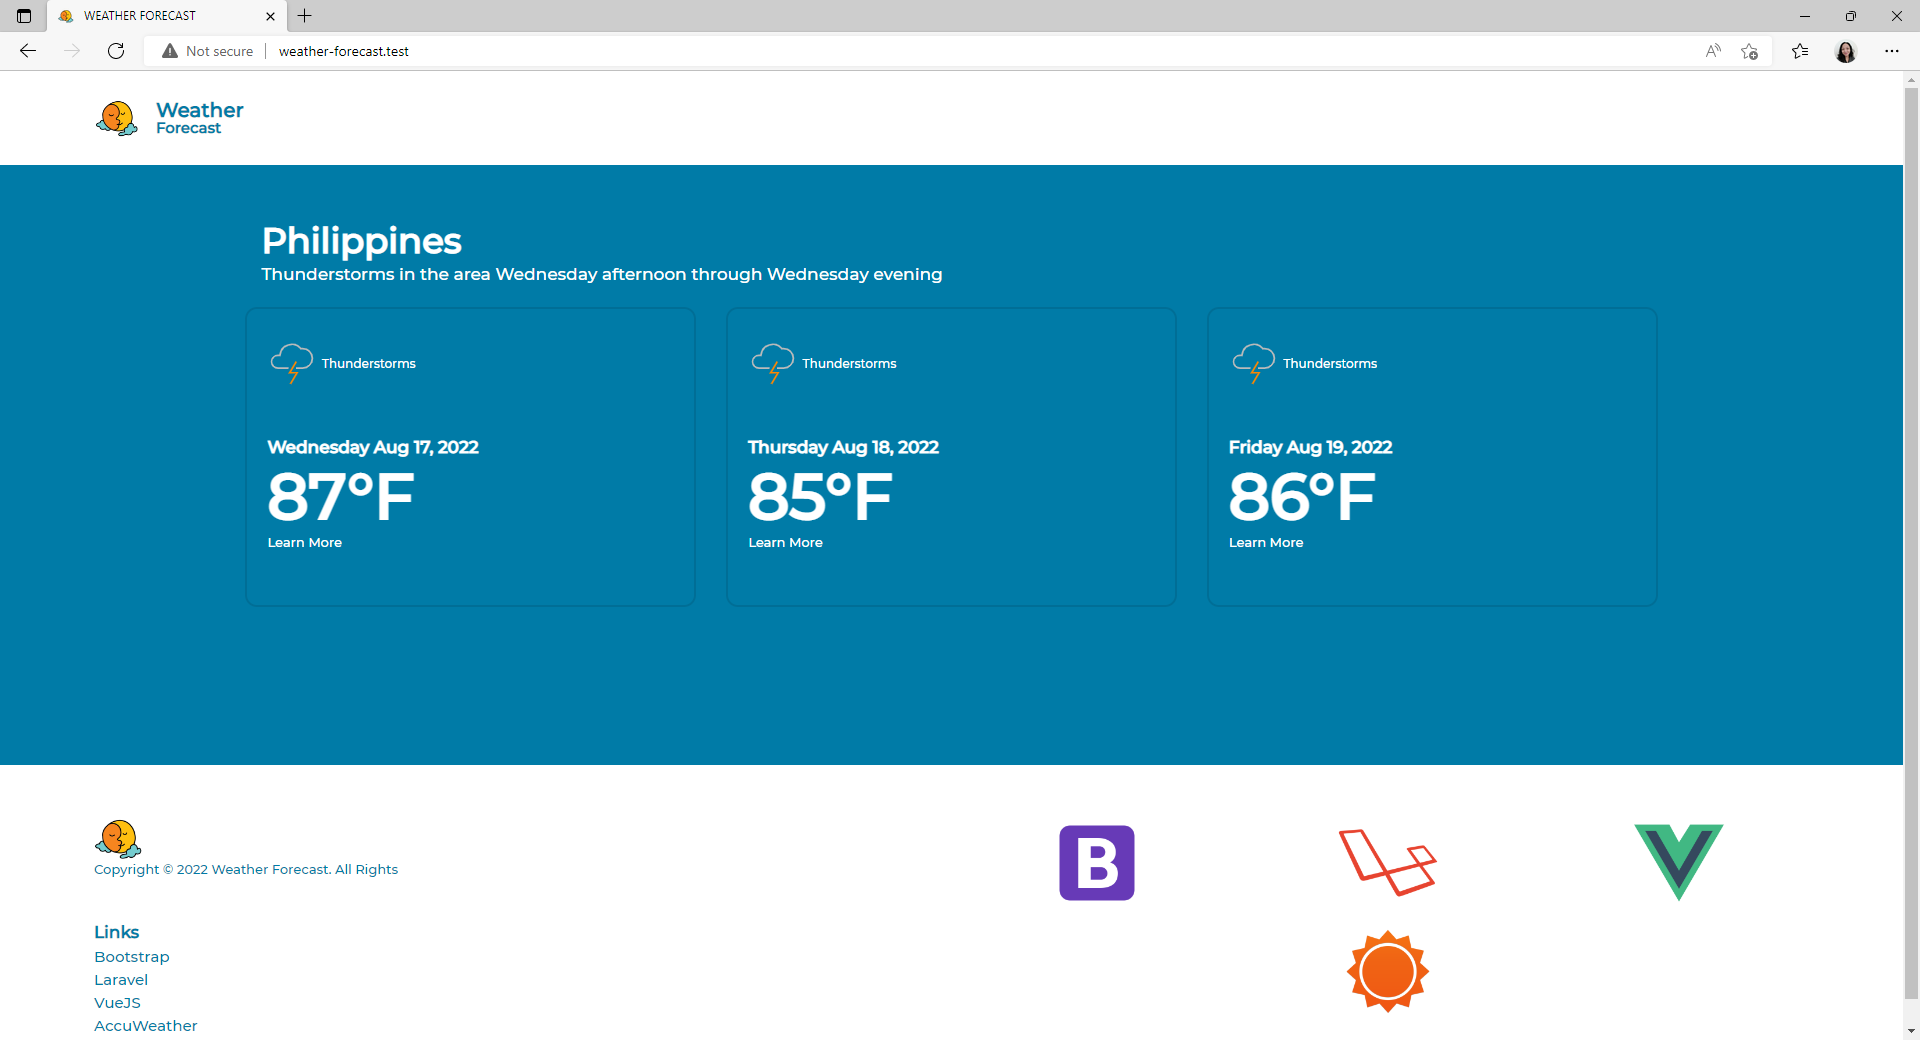 WEATHER FORECAST
Not secure
weather-forecast.test
Weather
Forecast
Philippines
Thunderstorms in the area Wednesday afternoon through Wednesday evening
Thunderstorms
Wednesday Aug 17, 2022
87°F
Learn More
Thunderstorms
Thursday Aug 18, 2022
85°F
Learn More
Thunderstorms
Friday Aug 19, 2022
86°F
Learn More
Copyright © 2022 Weather Forecast. All Rights
B
Links
Bootstrap
Laravel
VueJS
AccuWeather